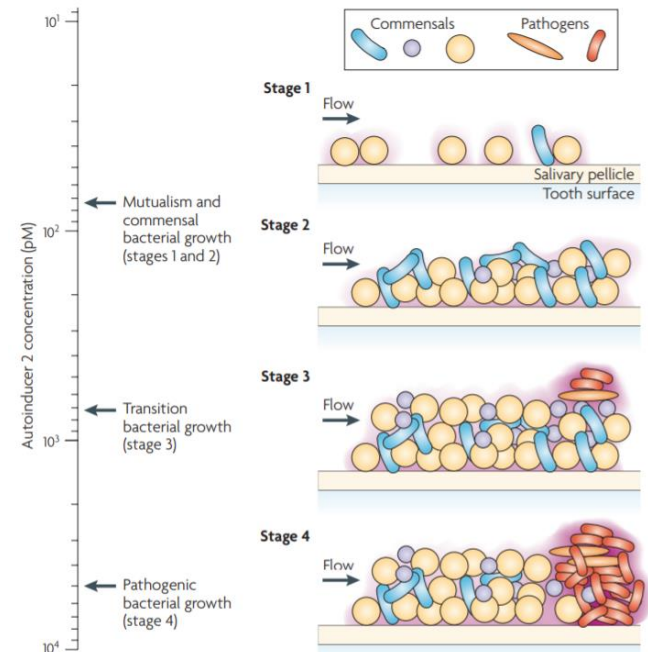 Commensals
Pathogens
Stage 1
Flow
Salivary pellicle
Tooth surface
Stage 2
Flow
Stage 3
Flow
Stage 4
Flow
Autoinducer 2 concentration (pM)
10¹
Mutualism and
commensal
bacterial growth
(stages 1 and 2)
10²
Transition
bacterial growth
(stage 3)
10³
Pathogenic
bacterial growth
(stage 4)
10⁴